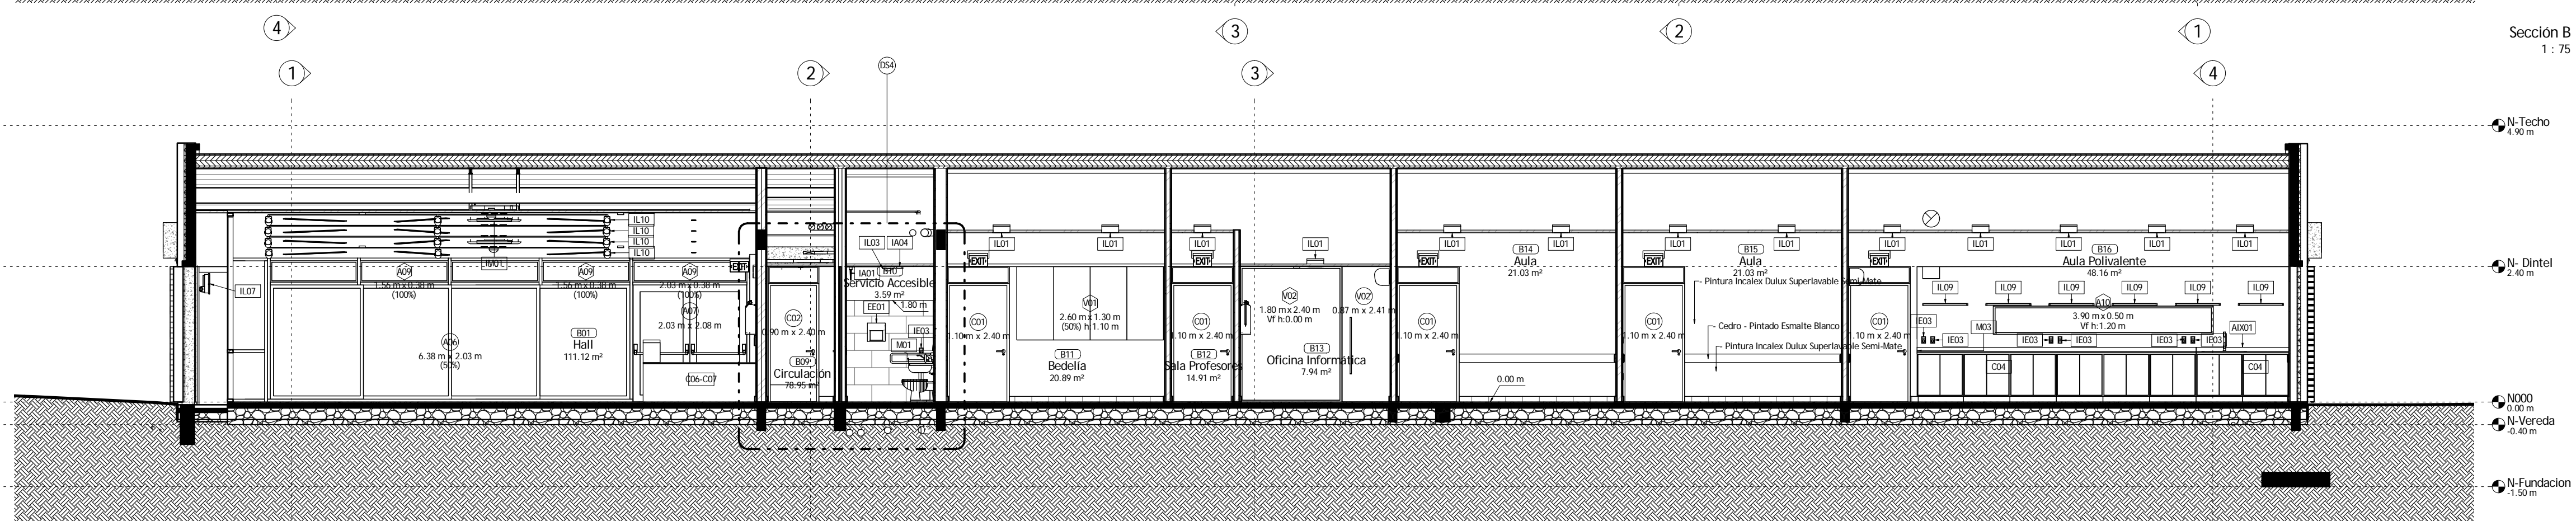 4
3
2
1
Sección B
1 : 75
1
2
DS4
3
4
N-Techo
4.90 m
IL10
IL10
IL10
IL10
IM01
IL03
IA04
IL01
IL01
IL01
IL01
IL01
IL01
IL01
IL01
IL01
IL01
IL01
IL01
IL01
B14
Aula
21.03 m²
B15
Aula
21.03 m²
B16
Aula Polivalente
48.16 m²
EXIT
EXIT
EXIT
EXIT
EXIT
EXIT
N- Dintel
2.40 m
A09
1.56 m x 0.38 m
(100%)
A09
1.56 m x 0.38 m
(100%)
A09
2.03 m x 0.38 m
(100%)
IL07
A07
2.03 m x 2.08 m
A06
6.38 m x 2.03 m
(50%)
B01
Hall
111.12 m²
C06-C07
C02
0.90 m x 2.40 m
B09
Circulación
78.95 m²
IA01
B10
Servicio Accesible
3.59 m²
1.80 m
EE01
IE03
M01
C01
1.10 m x 2.40 m
V01
2.60 m x 1.30 m
(50%) h:1.10 m
B11
Bedelía
20.89 m²
C01
1.10 m x 2.40 m
B12
Sala Profesores
14.91 m²
V02
1.80 m x 2.40 m
Vf h:0.00 m
V02
0.87 m x 2.41 m
B13
Oficina Informática
7.94 m²
C01
1.10 m x 2.40 m
0.00 m
C01
1.10 m x 2.40 m
Pintura Incalex Dulux Superlavable Semi-Mate
Cedro - Pintado Esmalte Blanco
Pintura Incalex Dulux Superlavable Semi-Mate
C01
1.10 m x 2.40 m
IL09
IL09
IL09
IL09
IL09
IL09
A10
3.90 m x 0.50 m
Vf h:1.20 m
IE03
M03
AIX01
IE03
IE03
IE03
IE03
IE03
C04
C04
N000
0.00 m
N-Vereda
-0.40 m
N-Fundacion
-1.50 m